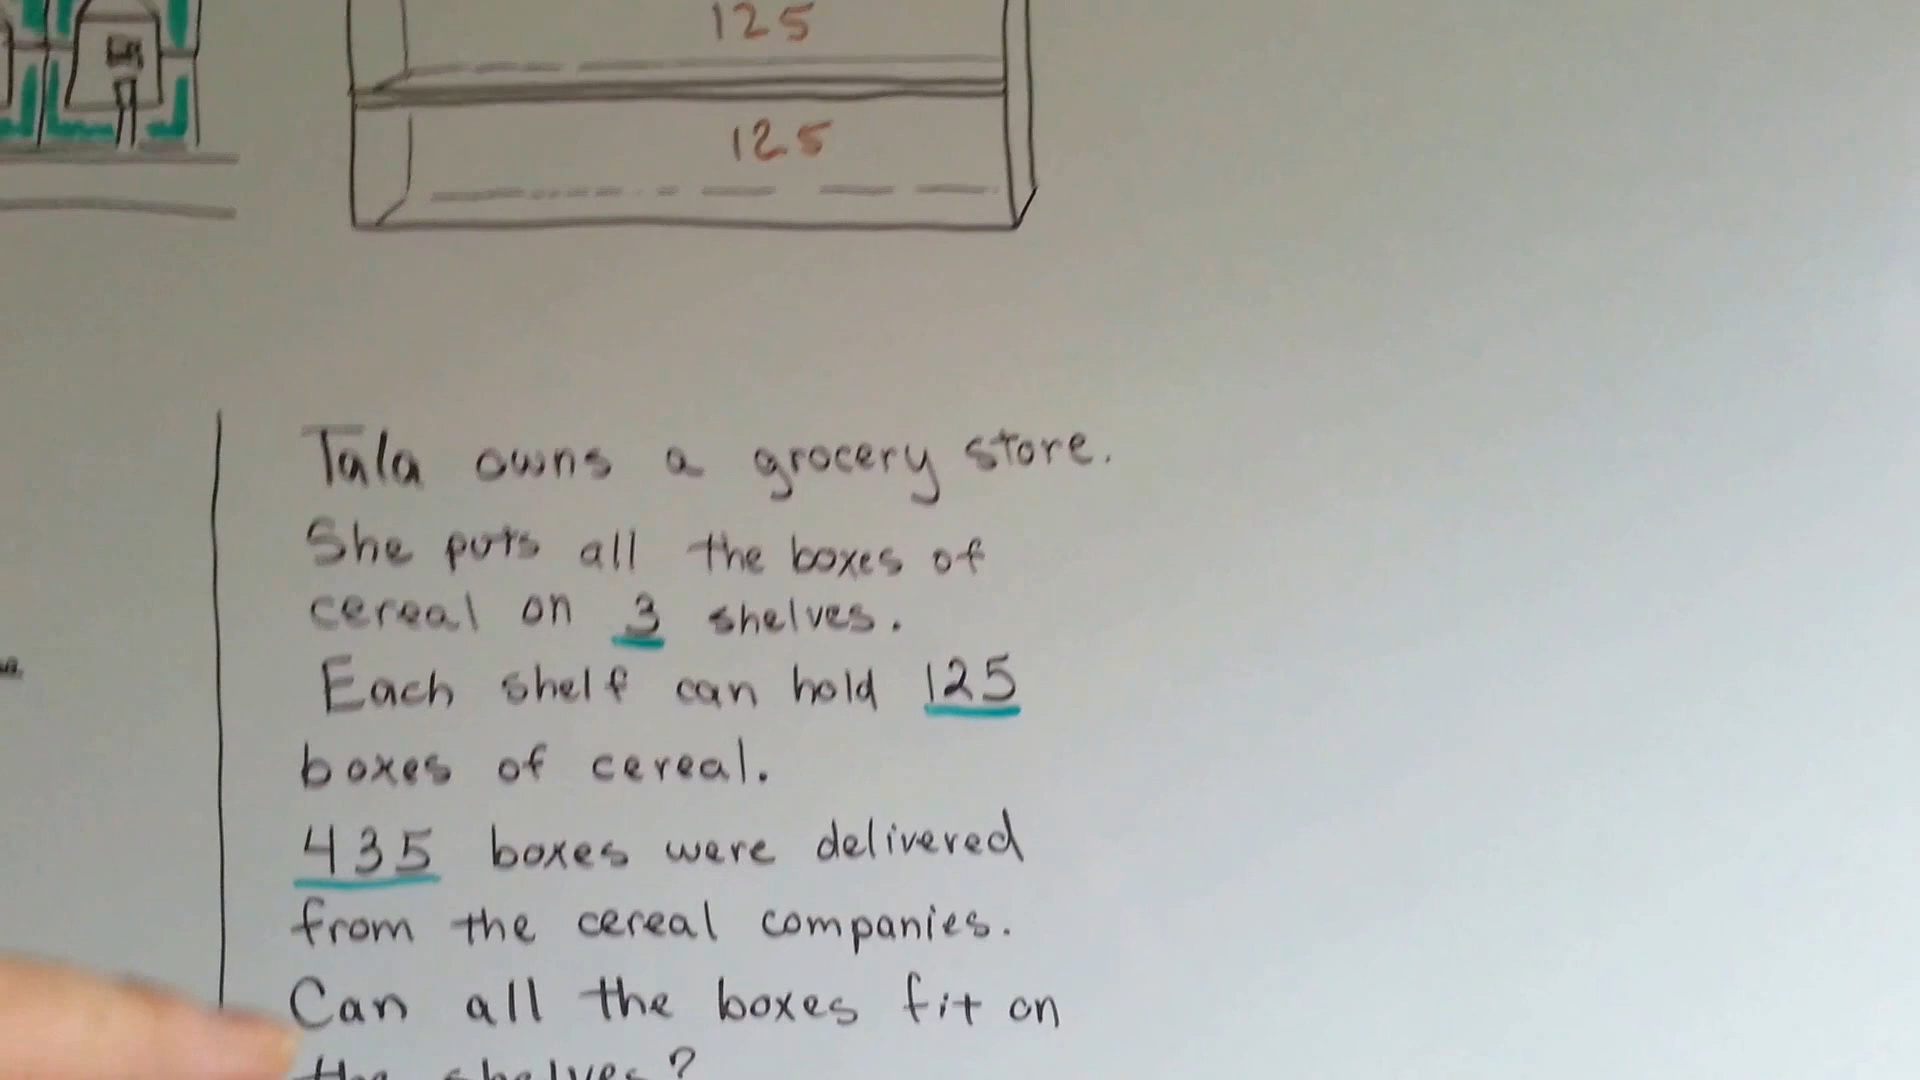 125
125
Tala owns a grocery store.
She puts all the boxes of
cereal on 3 shelves.
Each shelf can hold 125
boxes of cereal.
435 boxes were delivered
from the cereal companies.
Can all the boxes fit on
the shelves?